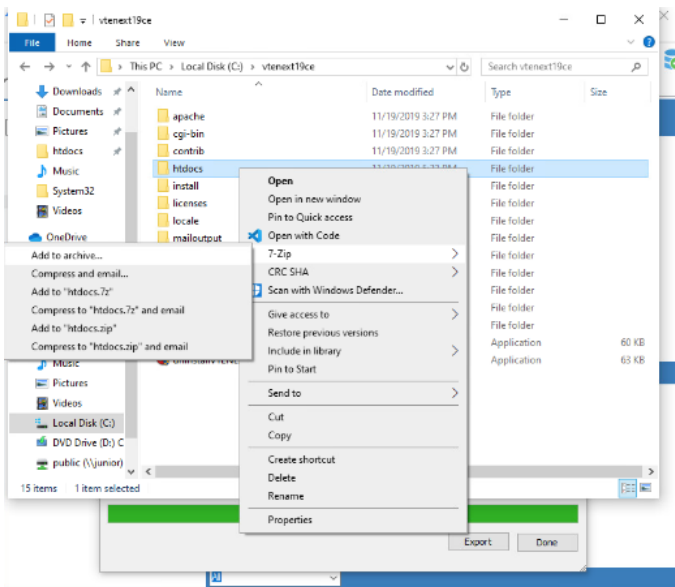 vtenext19ce
File Home Share View
This PC > Local Disk (C:) > vtenext19ce
Search vtenext19ce
Name Date modified Type Size
Downloads
Documents
Pictures
htdocs
Music
System32
Videos
OneDrive
apache 11/19/2019 3:27 PM File folder
cgi-bin 11/19/2019 3:27 PM File folder
contrib 11/19/2019 3:27 PM File folder
htdocs File folder
install File folder
licenses File folder
locale File folder
mailoutput File folder
File folder
File folder
File folder
File folder
File folder
Application 60 KB
Application 63 KB
Open
Open in new window
Pin to Quick access
Open with Code
7-Zip
CRC SHA
Scan with Windows Defender...
Give access to
Restore previous versions
Include in library
Pin to Start
Send to
Cut
Copy
Create shortcut
Delete
Rename
Properties
Add to archive...
Compress and email...
Add to "htdocs.7z"
Compress to "htdocs.7z" and email
Add to "htdocs.zip"
Compress to "htdocs.zip" and email
Music
Pictures
Videos
Local Disk (C:)
DVD Drive (D:) C
public (\\junior)
15 items 1 item selected
Export Done